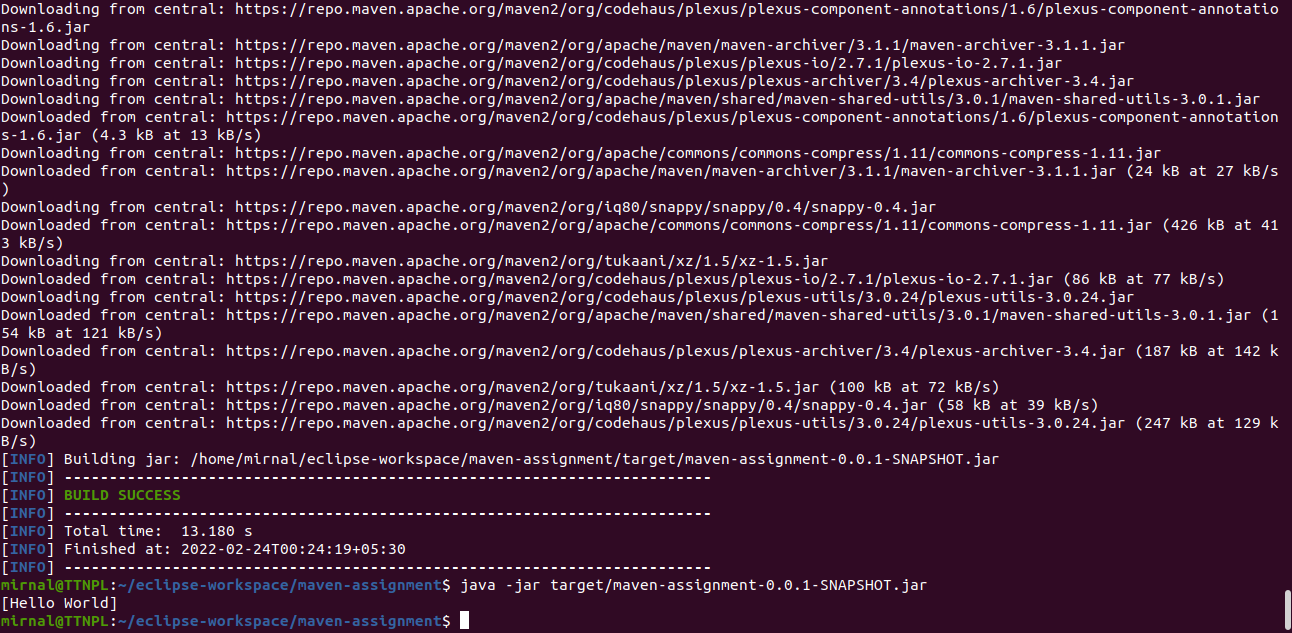 Downloading from central: https://repo.maven.apache.org/maven2/org/codehaus/plexus/plexus-component-annotations/1.6/plexus-component-annotatio
ns-1.6.jar
Downloading from central: https://repo.maven.apache.org/maven2/org/apache/maven/maven-archiver/3.1.1/maven-archiver-3.1.1.jar
Downloading from central: https://repo.maven.apache.org/maven2/org/codehaus/plexus/plexus-io/2.7.1/plexus-io-2.7.1.jar
Downloading from central: https://repo.maven.apache.org/maven2/org/codehaus/plexus/plexus-archiver/3.4/plexus-archiver-3.4.jar
Downloading from central: https://repo.maven.apache.org/maven2/org/apache/maven/shared/maven-shared-utils/3.0.1/maven-shared-utils-3.0.1.jar
Downloaded from central: https://repo.maven.apache.org/maven2/org/codehaus/plexus/plexus-component-annotations/1.6/plexus-component-annotation
s-1.6.jar (4.3 kB at 13 kB/s)
Downloading from central: https://repo.maven.apache.org/maven2/org/apache/commons/commons-compress/1.11/commons-compress-1.11.jar
Downloaded from central: https://repo.maven.apache.org/maven2/org/apache/maven/maven-archiver/3.1.1/maven-archiver-3.1.1.jar (24 kB at 27 kB/s
)
Downloading from central: https://repo.maven.apache.org/maven2/org/iq80/snappy/snappy/0.4/snappy-0.4.jar
Downloaded from central: https://repo.maven.apache.org/maven2/org/apache/commons/commons-compress/1.11/commons-compress-1.11.jar (426 kB at 41
3 kB/s)
Downloading from central: https://repo.maven.apache.org/maven2/org/tukaani/xz/1.5/xz-1.5.jar
Downloaded from central: https://repo.maven.apache.org/maven2/org/codehaus/plexus/plexus-io/2.7.1/plexus-io-2.7.1.jar (86 kB at 77 kB/s)
Downloading from central: https://repo.maven.apache.org/maven2/org/codehaus/plexus/plexus-utils/3.0.24/plexus-utils-3.0.24.jar
Downloaded from central: https://repo.maven.apache.org/maven2/org/apache/maven/shared/maven-shared-utils/3.0.1/maven-shared-utils-3.0.1.jar (1
54 kB at 121 kB/s)
Downloaded from central: https://repo.maven.apache.org/maven2/org/codehaus/plexus/plexus-archiver/3.4/plexus-archiver-3.4.jar (187 kB at 142 k
B/s)
Downloaded from central: https://repo.maven.apache.org/maven2/org/tukaani/xz/1.5/xz-1.5.jar (100 kB at 72 kB/s)
Downloaded from central: https://repo.maven.apache.org/maven2/org/iq80/snappy/snappy/0.4/snappy-0.4.jar (58 kB at 39 kB/s)
Downloaded from central: https://repo.maven.apache.org/maven2/org/codehaus/plexus/plexus-utils/3.0.24/plexus-utils-3.0.24.jar (247 kB at 129 k
B/s)
[INFO] Building jar: /home/mirnal/eclipse-workspace/maven-assignment/target/maven-assignment-0.0.1-SNAPSHOT.jar
[INFO] ------------------------------------------------------------------------
[INFO] BUILD SUCCESS
[INFO] ------------------------------------------------------------------------
[INFO] Total time:  13.180 s
[INFO] Finished at: 2022-02-24T00:24:19+05:30
[INFO] ------------------------------------------------------------------------
mirnal@TTNPL:~/eclipse-workspace/maven-assignment$ java -jar target/maven-assignment-0.0.1-SNAPSHOT.jar
[Hello World]
mirnal@TTNPL:~/eclipse-workspace/maven-assignment$